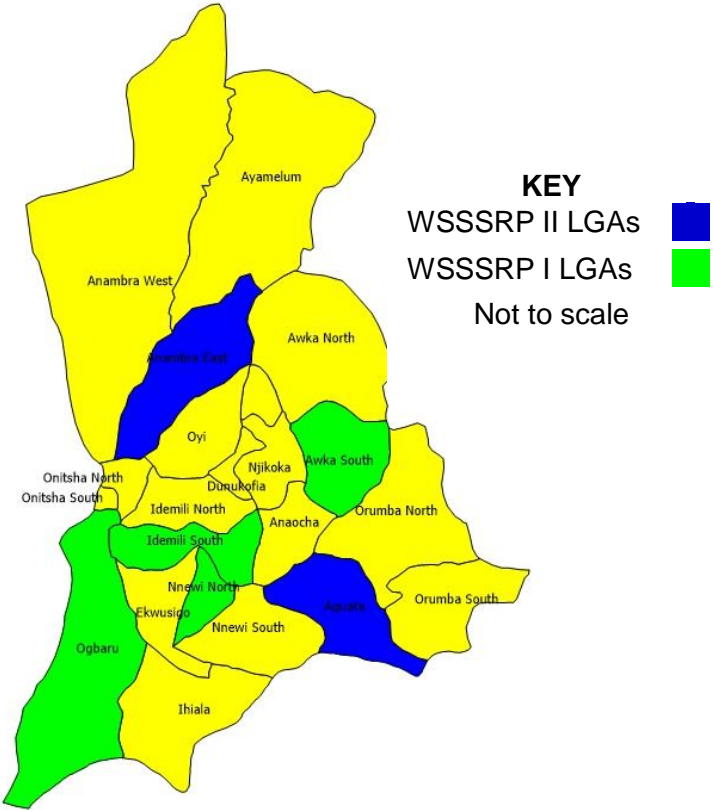 Ayamelum
KEY
WSSSRP II LGAs
WSSSRP I LGAs
Anambra West
Not to scale
Awka North
Anambra East
Oyi
Awka South
Njikoka
Onitsha North
Dunukofia
Onitsha South
Idemili North
Orumba North
Anaocha
Idemili South
Nnewi North
Orumba South
Aguata
Ekwusigo
Nnewi South
Ogbaru
Ihiala